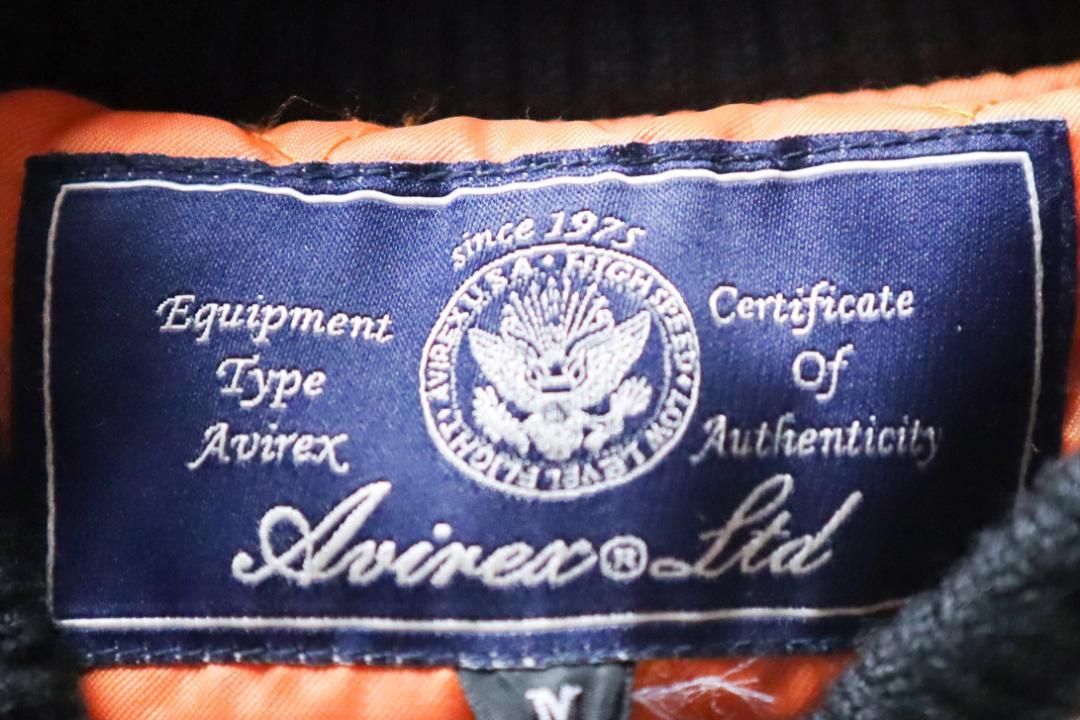 since 1975
AVIREX U.S.A. • HIGH SPEED • LOW LEVEL FLIGHT •
Equipment
Type
Avirex
Certificate
Of
Authenticity
Avirex® Ltd